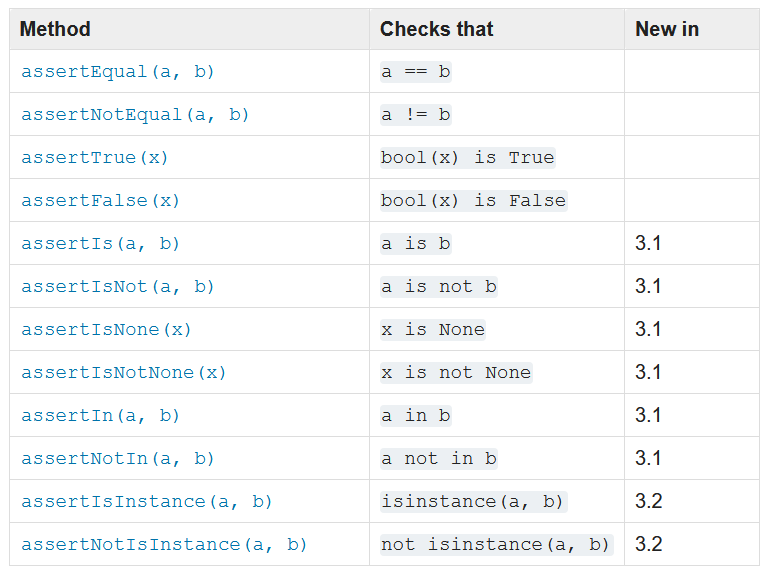 Method Checks that New in
assertEqual(a, b) a == b
assertNotEqual(a, b) a != b
assertTrue(x) bool(x) is True
assertFalse(x) bool(x) is False
assertIs(a, b) a is b 3.1
assertIsNot(a, b) a is not b 3.1
assertIsNone(x) x is None 3.1
assertIsNotNone(x) x is not None 3.1
assertIn(a, b) a in b 3.1
assertNotIn(a, b) a not in b 3.1
assertIsInstance(a, b) isinstance(a, b) 3.2
assertNotIsInstance(a, b) not isinstance(a, b) 3.2